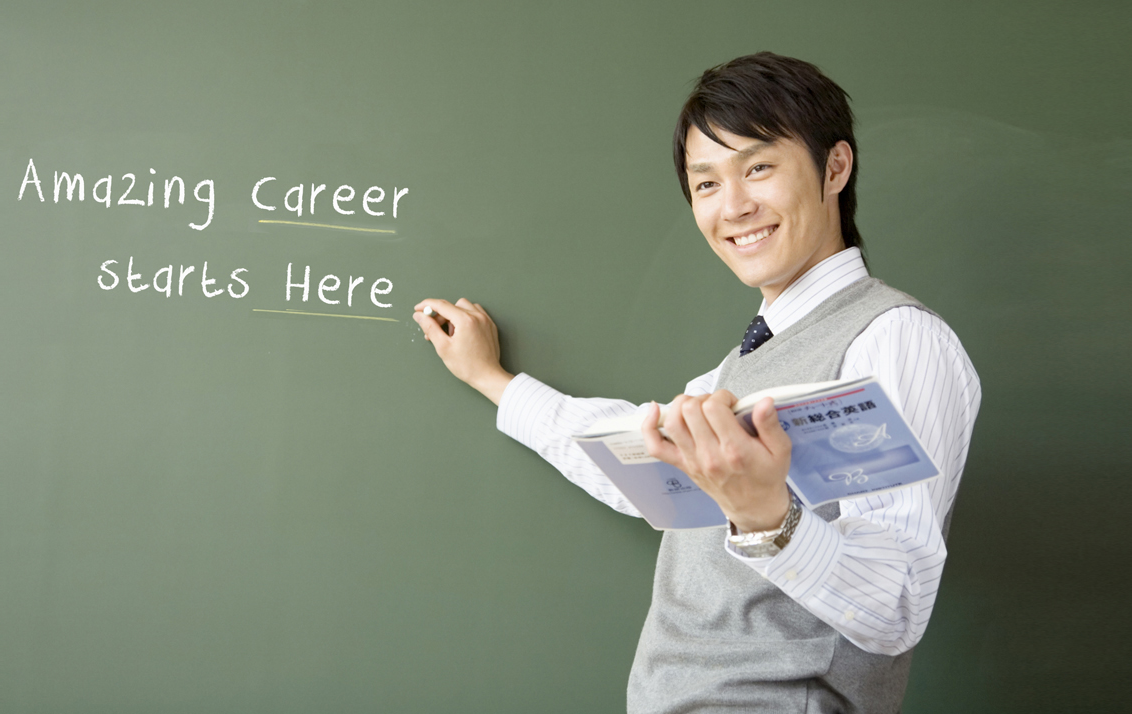 Amazing Career
starts Here
新総合英語